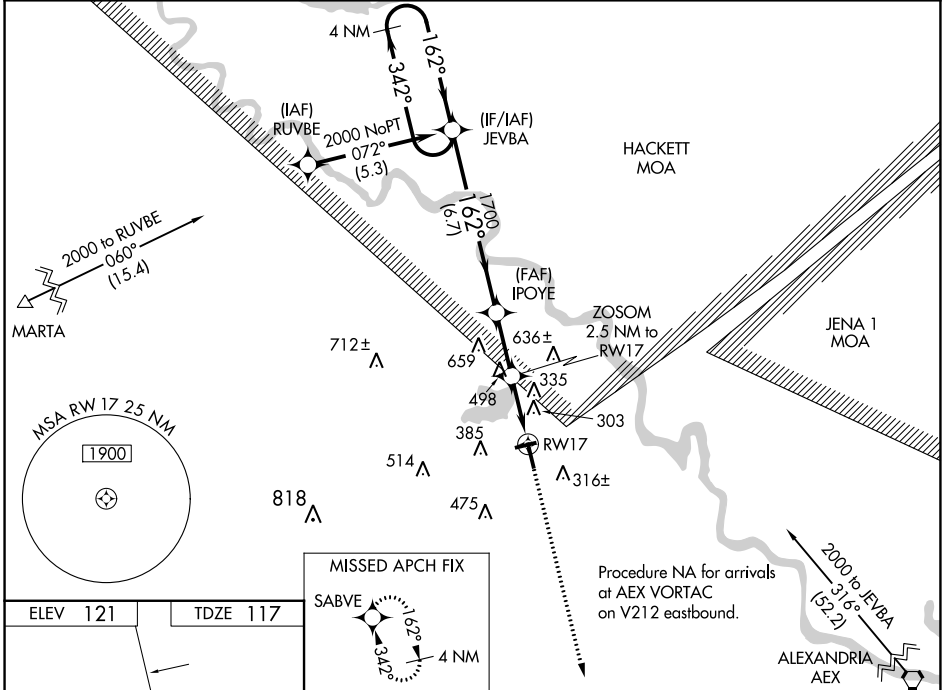 4 NM
162°
342°
(IAF)
RUVBE
2000 NoPT
072°
(5.3)
(IF/IAF)
JEVBA
HACKETT
MOA
1700
162°
(6.7)
2000 to RUVBE
060°
(15.4)
MARTA
(FAF)
IPOYE
ZOSOM
2.5 NM to
RW17
JENA 1
MOA
712±
659
636±
498
335
303
385
RW17
514
316±
475
818
MSA RW 17 25 NM
1900
MISSED APCH FIX
SABVE
162°
342°
4 NM
Procedure NA for arrivals
at AEX VORTAC
on V212 eastbound.
2000 to JEVBA
316°
(52.2)
ALEXANDRIA
AEX
ELEV 121
TDZE 117